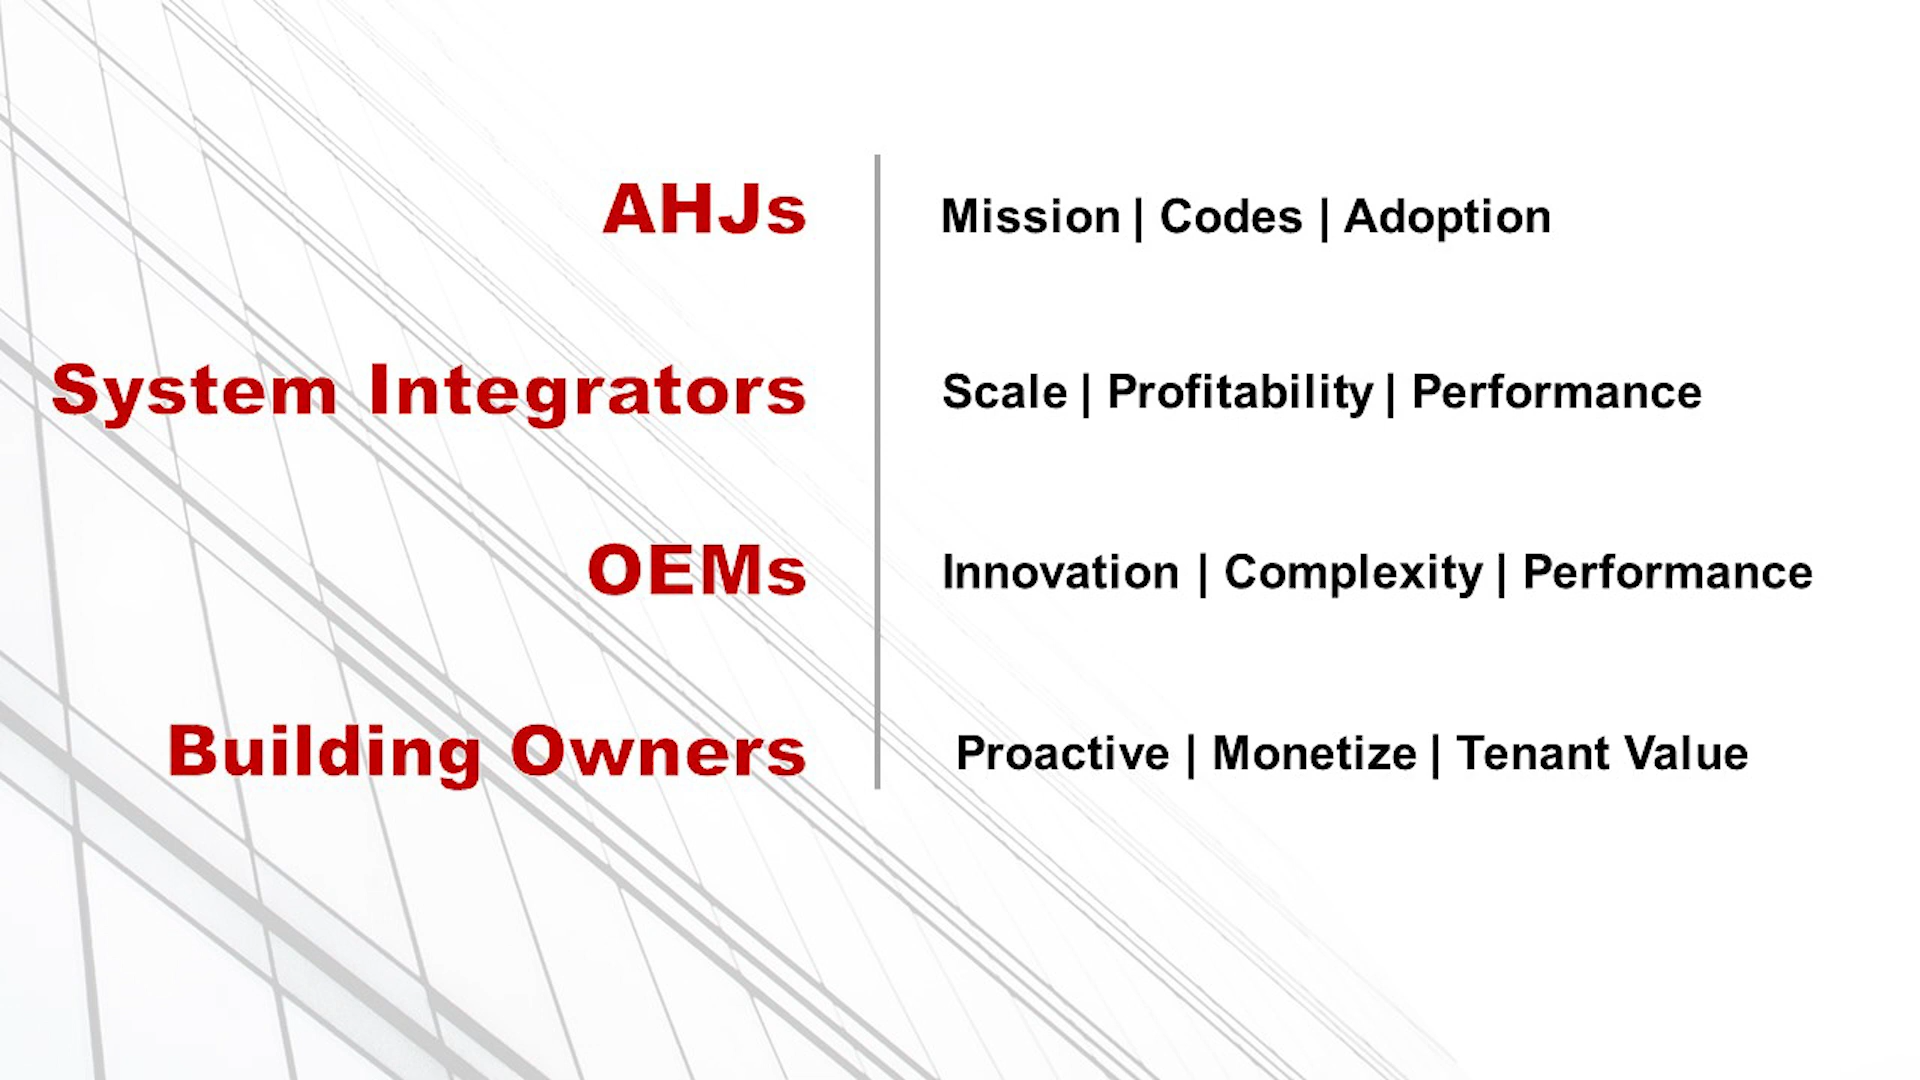 AHJs
Mission | Codes | Adoption
System Integrators
Scale | Profitability | Performance
OEMs
Innovation | Complexity | Performance
Building Owners
Proactive | Monetize | Tenant Value